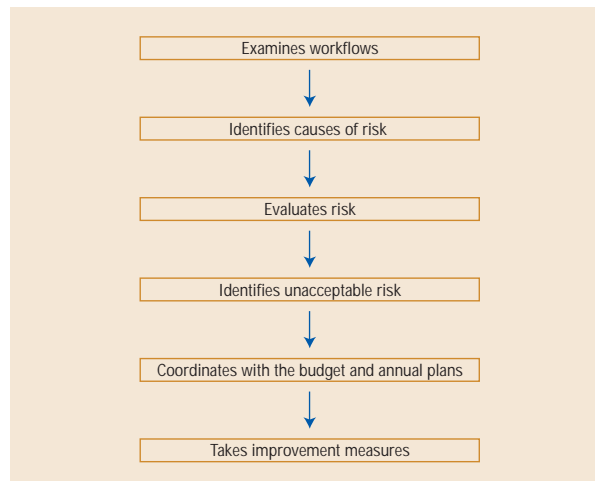 Examines workflows
Identifies causes of risk
Evaluates risk
Identifies unacceptable risk
Coordinates with the budget and annual plans
Takes improvement measures